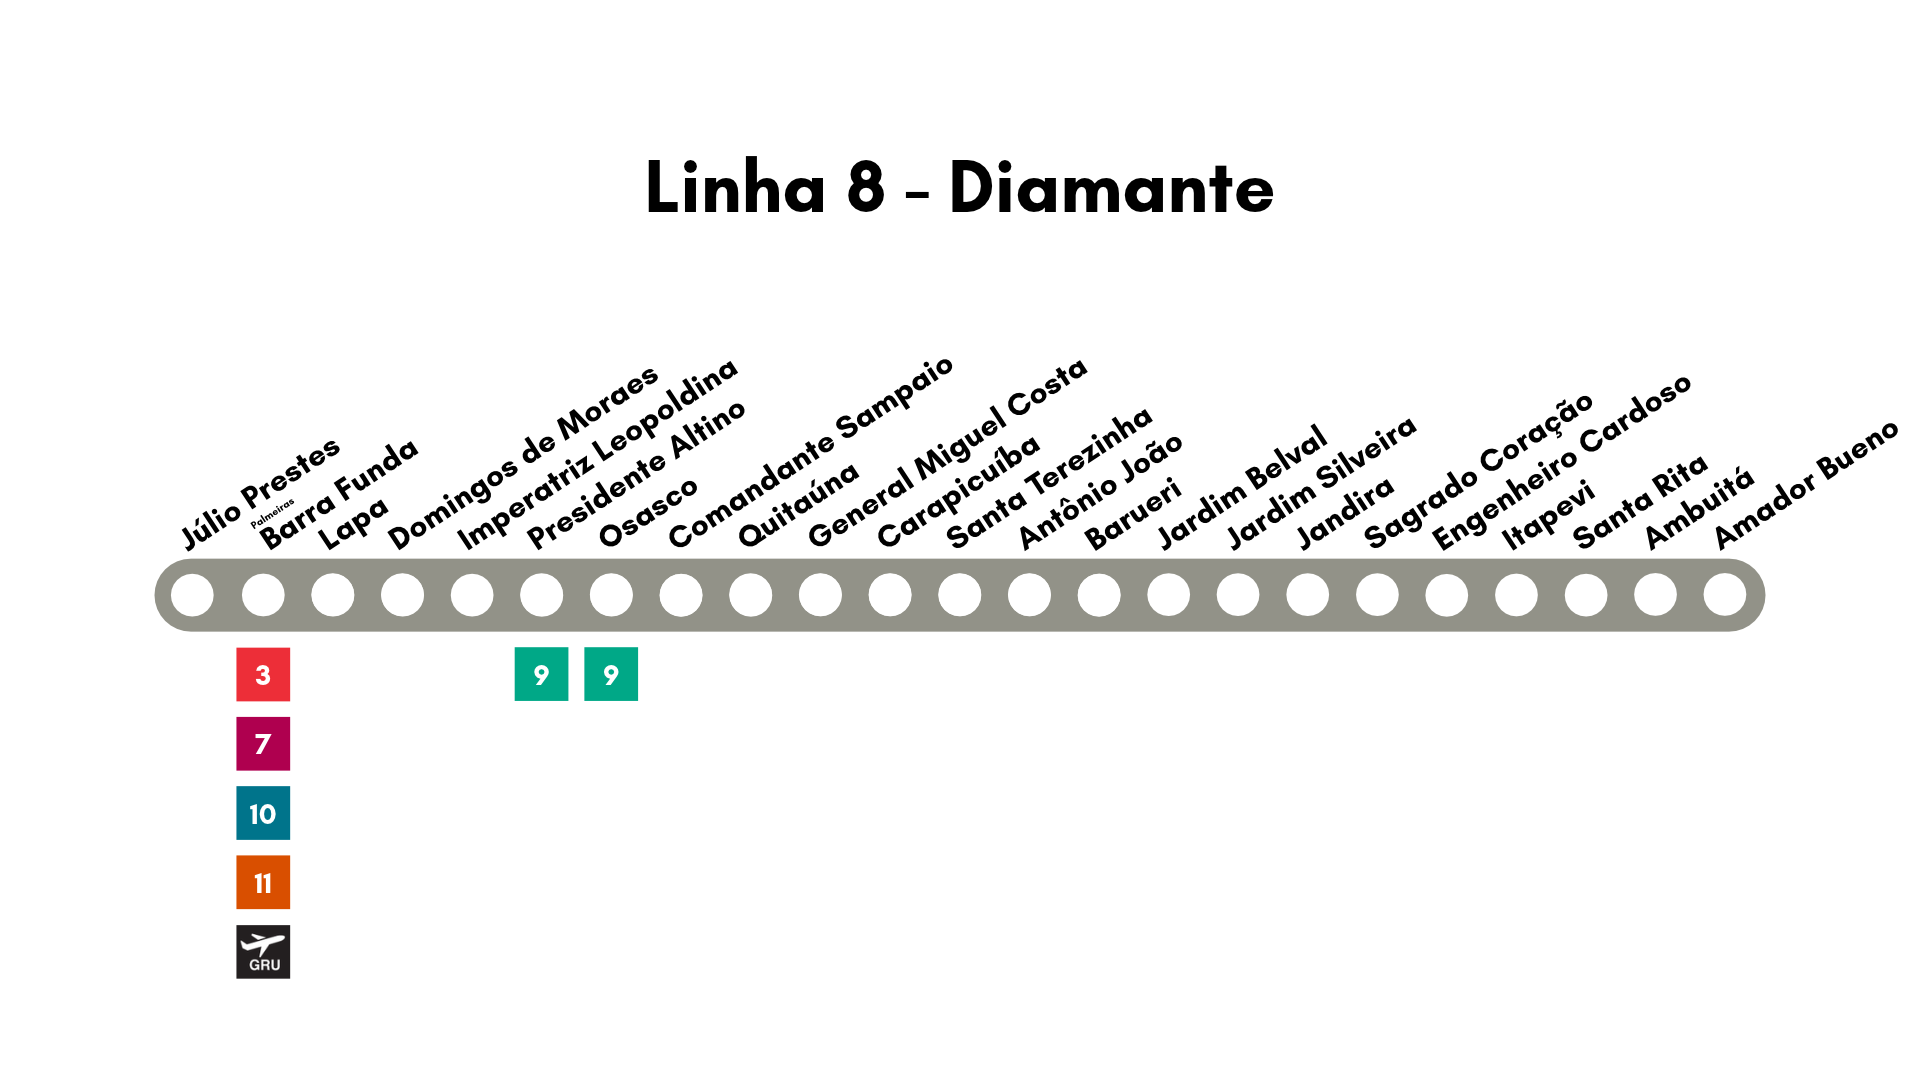 Linha 8 - Diamante
Júlio Prestes
Palmeiras
Barra Funda
Lapa
Domingos de Moraes
Imperatriz Leopoldina
Presidente Altino
Osasco
Comandante Sampaio
Quitaúna
General Miguel Costa
Carapicuíba
Santa Terezinha
Antônio João
Barueri
Jardim Belval
Jardim Silveira
Jandira
Sagrado Coração
Engenheiro Cardoso
Itapevi
Santa Rita
Ambuitá
Amador Bueno
3
9
9
7
10
11
GRU